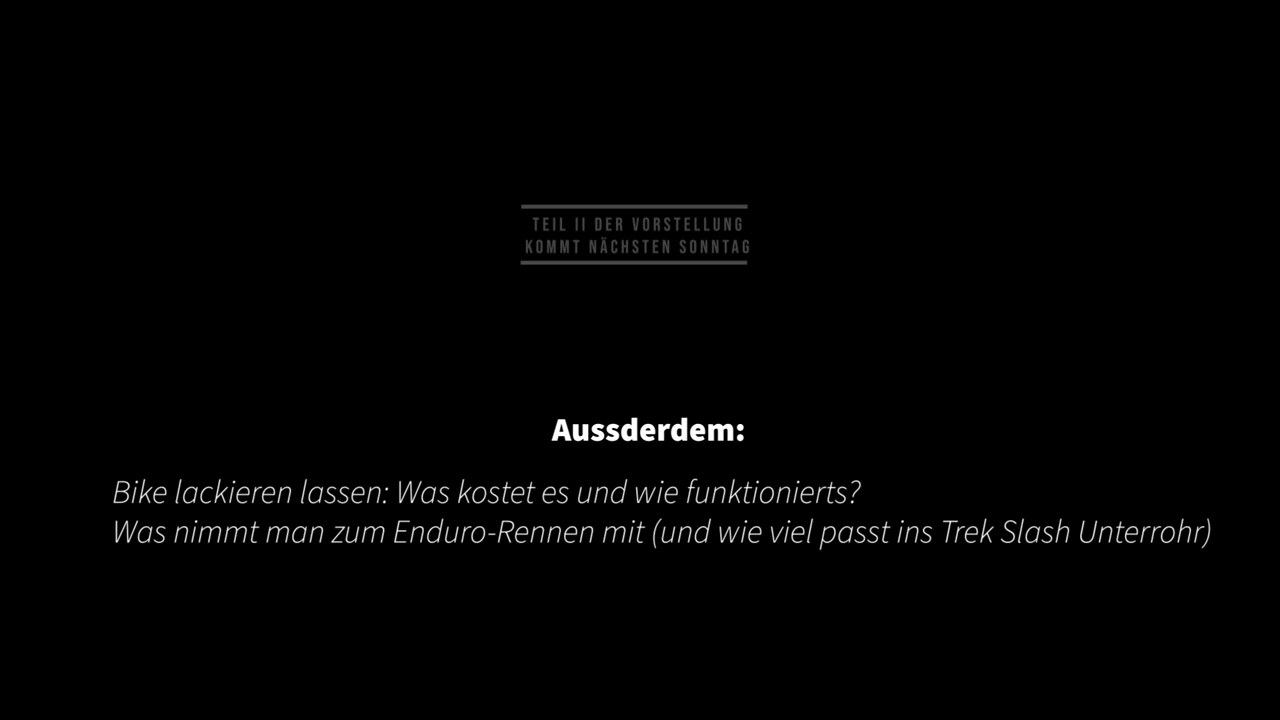 TEIL II DER VORSTELLUNG
KOMMT NÄCHSTEN SONNTAG
Aussderdem:
Bike lackieren lassen: Was kostet es und wie funktionierts?
Was nimmt man zum Enduro-Rennen mit (und wie viel passt ins Trek Slash Unterrohr)